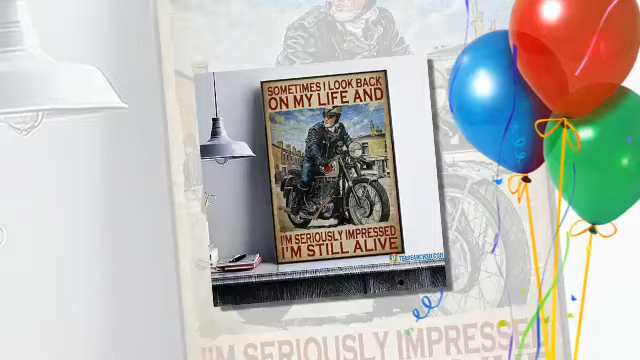 SOMETIMES I LOOK BACK
ON MY LIFE AND
I'M SERIOUSLY IMPRESSED
I'M STILL ALIVE
I'M SERIOUSLY IMPRESSE